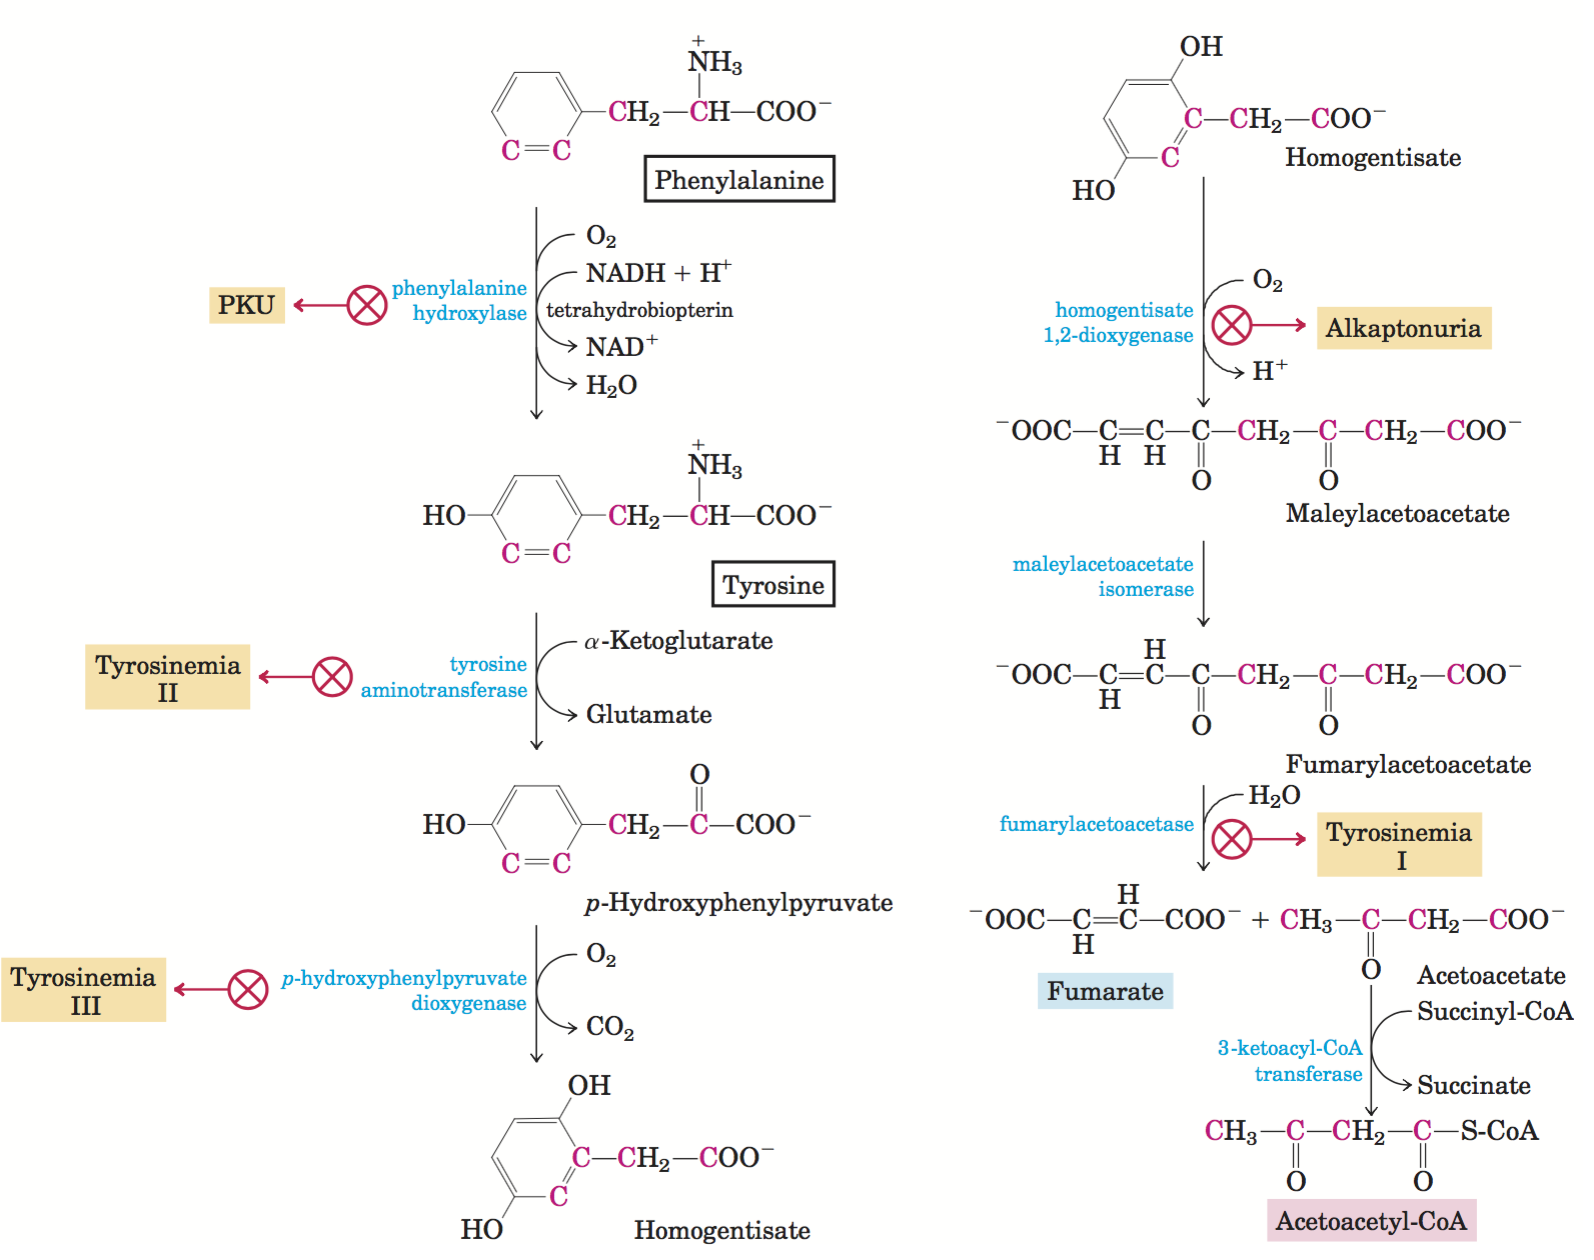 +
NH3
CH2—CH—COO−
C=C
Phenylalanine
O2
NADH + H+
phenylalanine
hydroxylase
tetrahydrobiopterin
PKU
NAD+
H2O
+
NH3
HO
CH2—CH—COO−
C=C
Tyrosine
α-Ketoglutarate
tyrosine
aminotransferase
Tyrosinemia
II
Glutamate
O
HO
CH2—C—COO−
C=C
p-Hydroxyphenylpyruvate
O2
p-hydroxyphenylpyruvate
dioxygenase
Tyrosinemia
III
CO2
OH
C—CH2—COO−
C
HO
Homogentisate
OH
C—CH2—COO−
C
Homogentisate
HO
O2
homogentisate
1,2-dioxygenase
Alkaptonuria
H+
−OOC—C=C—C—CH2—C—CH2—COO−
H H O O
Maleylacetoacetate
maleylacetoacetate
isomerase
H
−OOC—C=C—C—CH2—C—CH2—COO−
H O O
Fumarylacetoacetate
H2O
fumarylacetoacetase
Tyrosinemia
I
H
−OOC—C=C—COO− + CH3—C—CH2—COO−
H O
Fumarate
Acetoacetate
Succinyl-CoA
3-ketoacyl-CoA
transferase
Succinate
CH3—C—CH2—C—S-CoA
O O
Acetoacetyl-CoA